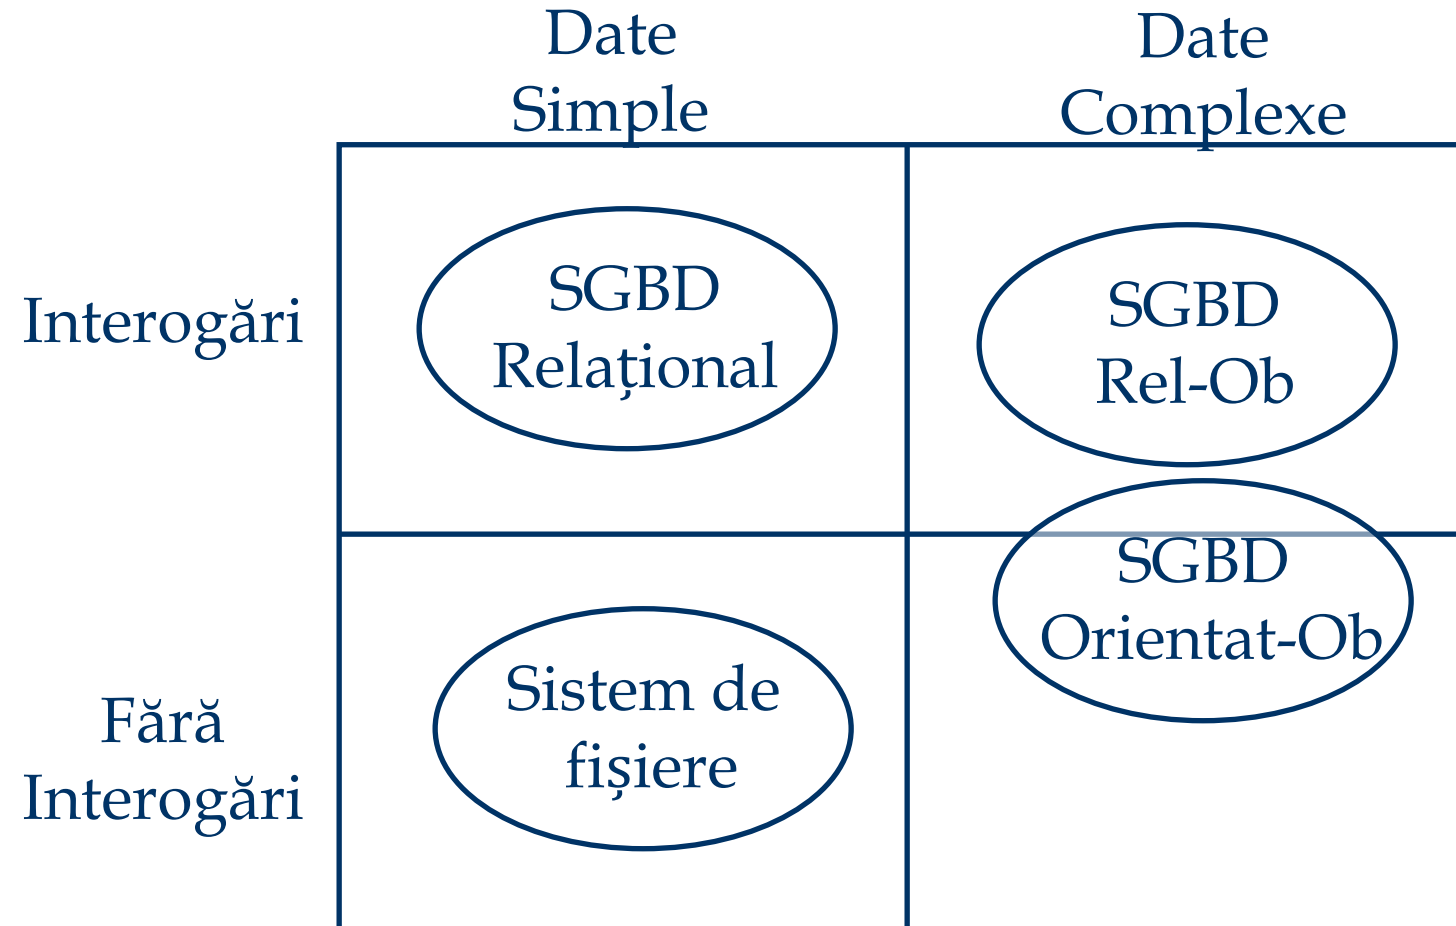 Date
Simple
Date
Complexe
Interogări
SGBD
Relațional
SGBD
Rel-Ob
SGBD
Orientat-Ob
Fără
Interogări
Sistem de
fișiere